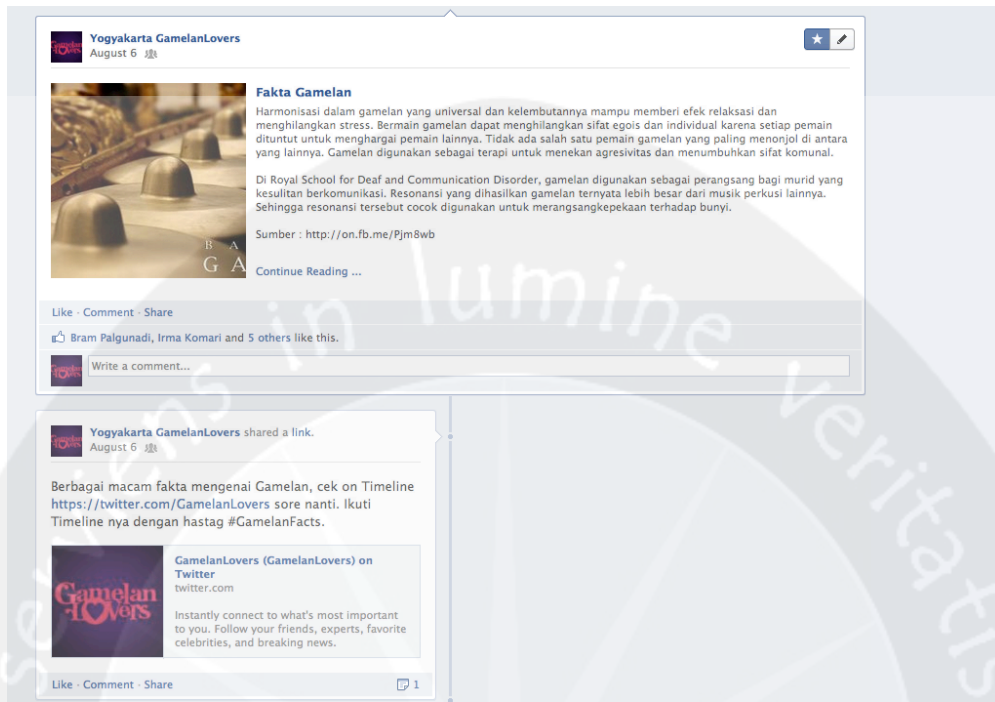 Yogyakarta GamelanLovers
August 6
Fakta Gamelan
Harmonisasi dalam gamelan yang universal dan kelembutannya mampu memberi efek relaksasi dan
menghilangkan stress. Bermain gamelan dapat menghilangkan sifat egois dan individual karena setiap pemain
dituntut untuk menghargai pemain lainnya. Tidak ada salah satu pemain gamelan yang paling menonjol di antara
yang lainnya. Gamelan digunakan sebagai terapi untuk menekan agresivitas dan menumbuhkan sifat komunal.
Di Royal School for Deaf and Communication Disorder, gamelan digunakan sebagai perangsang bagi murid yang
kesulitan berkomunikasi. Resonansi yang dihasilkan gamelan ternyata lebih besar dari musik perkusi lainnya.
Sehingga resonansi tersebut cocok digunakan untuk merangsangkepekaan terhadap bunyi.
Sumber : http://on.fb.me/Pjm8wb
B A
G A
Continue Reading ...
Like · Comment · Share
Bram Palgunadi, Irma Komari and 5 others like this.
Write a comment...
Yogyakarta GamelanLovers shared a link.
August 6
Berbagai macam fakta mengenai Gamelan, cek on Timeline
https://twitter.com/GamelanLovers sore nanti. Ikuti
Timeline nya dengan hastag #GamelanFacts.
Gamelan
Lovers
GamelanLovers (GamelanLovers) on
Twitter
twitter.com
Instantly connect to what's most important
to you. Follow your friends, experts, favorite
celebrities, and breaking news.
Like · Comment · Share
1
serviens in lumine veritatis